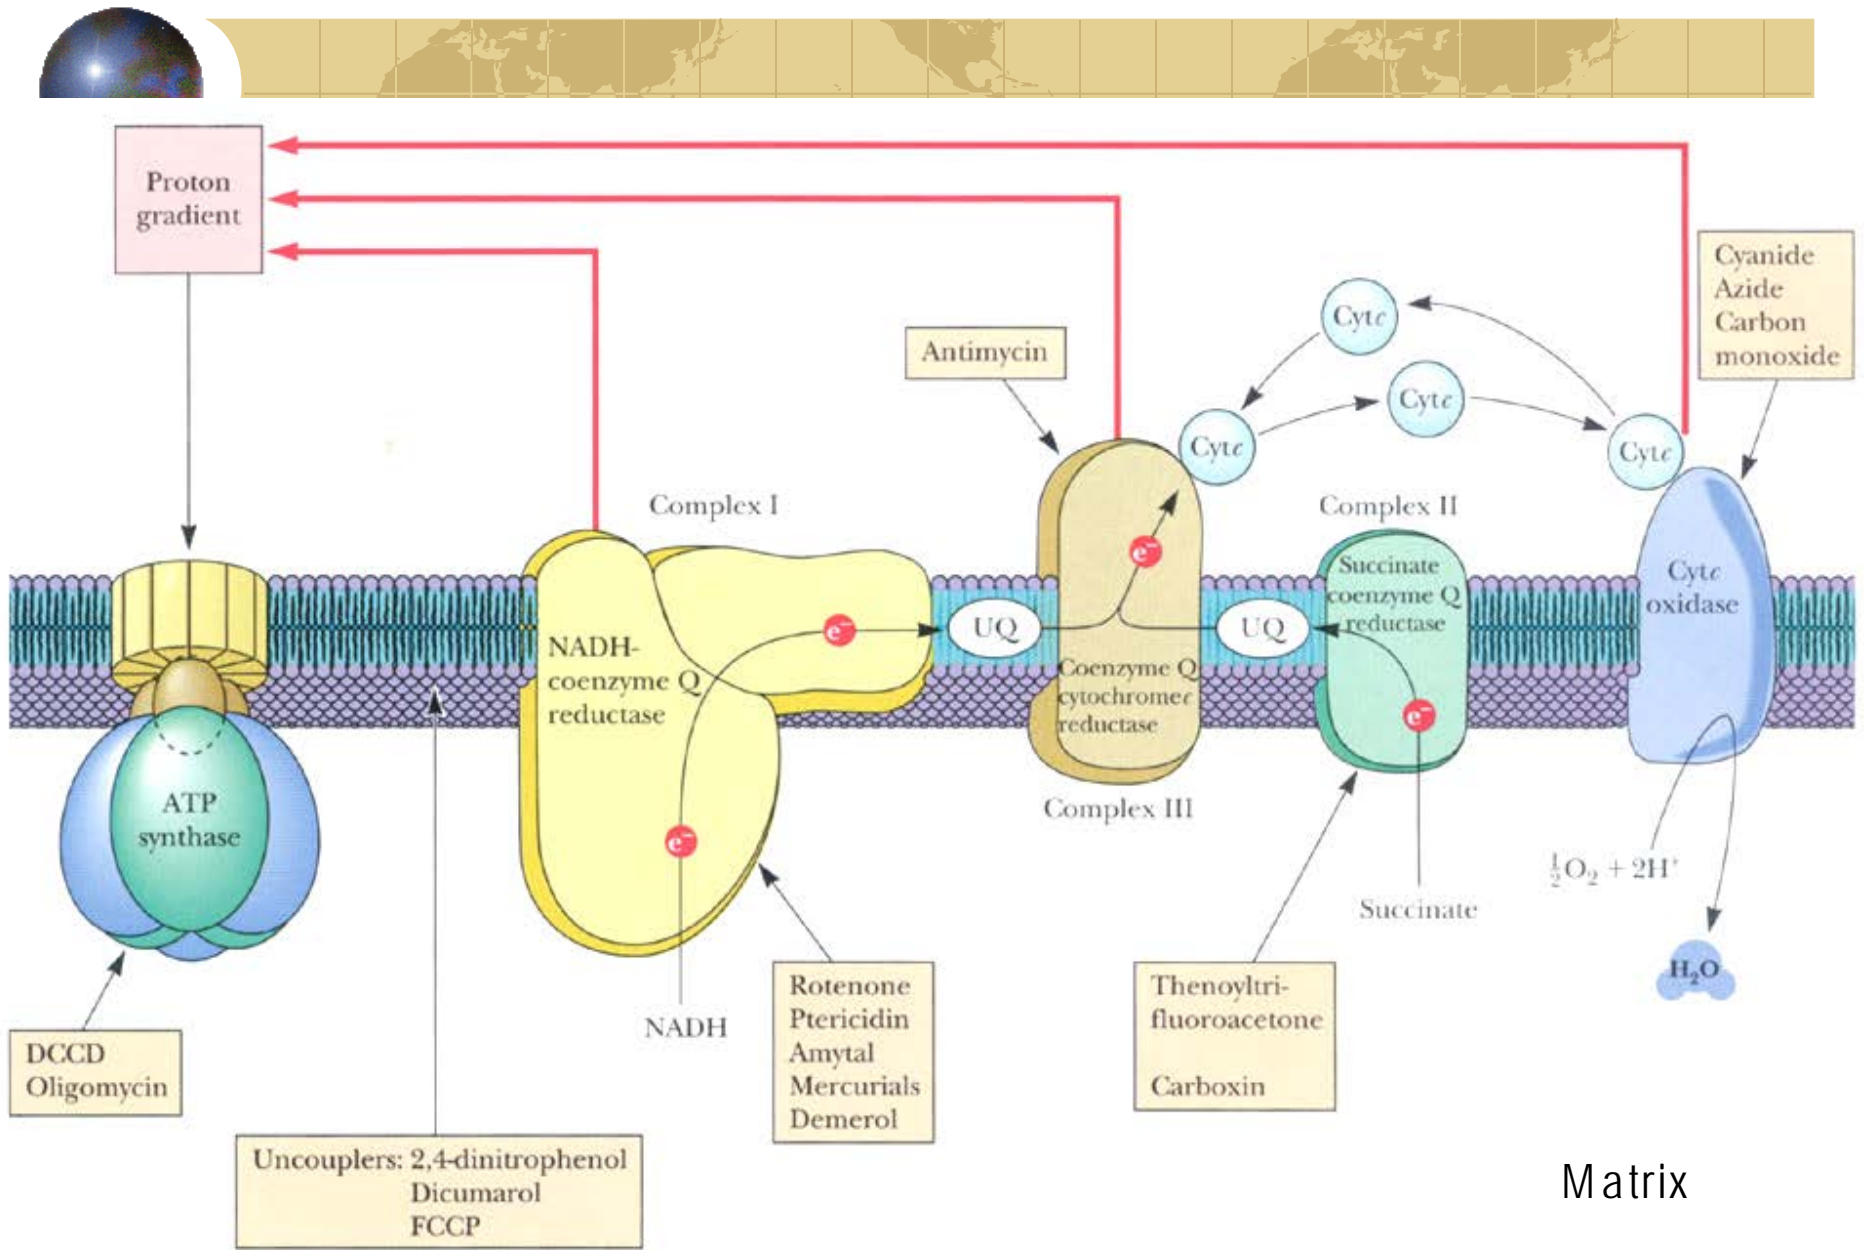 Proton
gradient
Cyanide
Azide
Carbon
monoxide
Antimycin
Cytc
Cytc
Cytc
Cytc
Complex I
Complex II
Succinate
coenzyme Q
reductase
Cytc
oxidase
UQ
UQ
e⁻
e⁻
e⁻
e⁻
NADH-
coenzyme Q
reductase
Coenzyme Q
cytochromec
reductase
Complex III
ATP
synthase
½O₂ + 2H⁺
Succinate
H₂O
NADH
DCCD
Oligomycin
Rotenone
Ptericidin
Amytal
Mercurials
Demerol
Thenoyltri-
fluoroacetone
Carboxin
Uncouplers: 2,4-dinitrophenol
Dicumarol
FCCP
Matrix